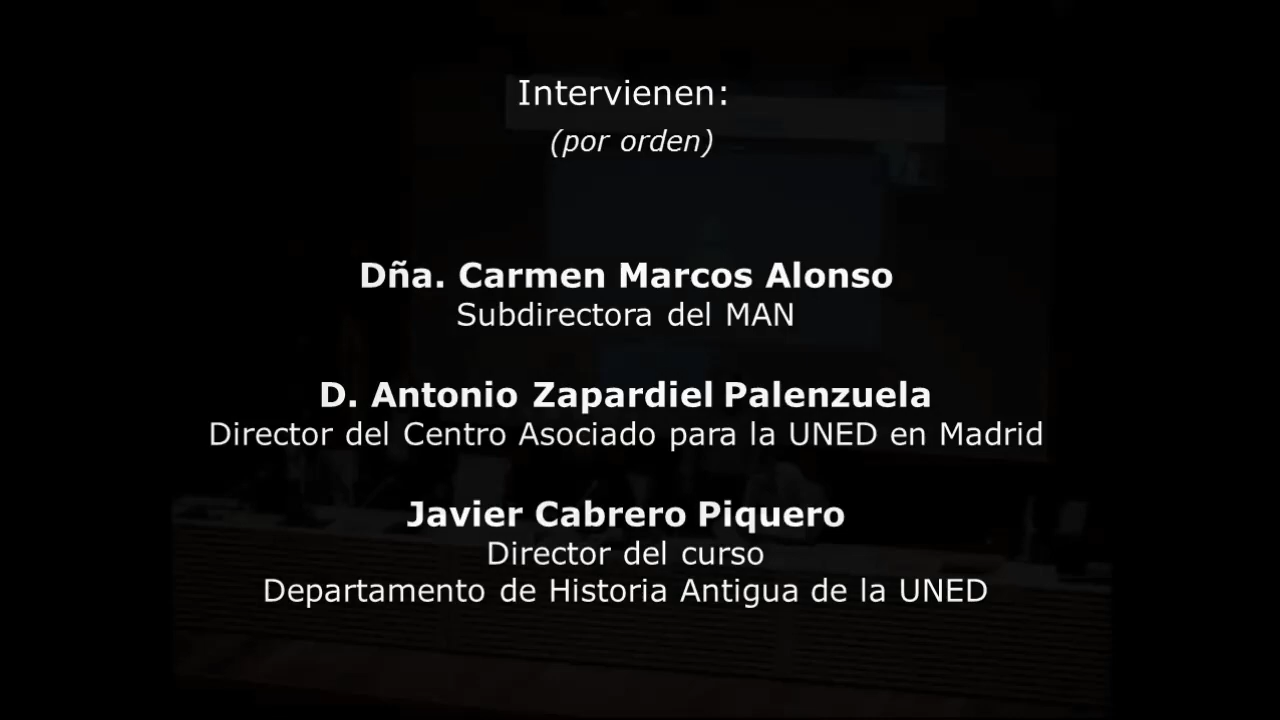 Intervienen:
(por orden)
Dña. Carmen Marcos Alonso
Subdirectora del MAN
D. Antonio Zapardiel Palenzuela
Director del Centro Asociado para la UNED en Madrid
Javier Cabrero Piquero
Director del curso
Departamento de Historia Antigua de la UNED